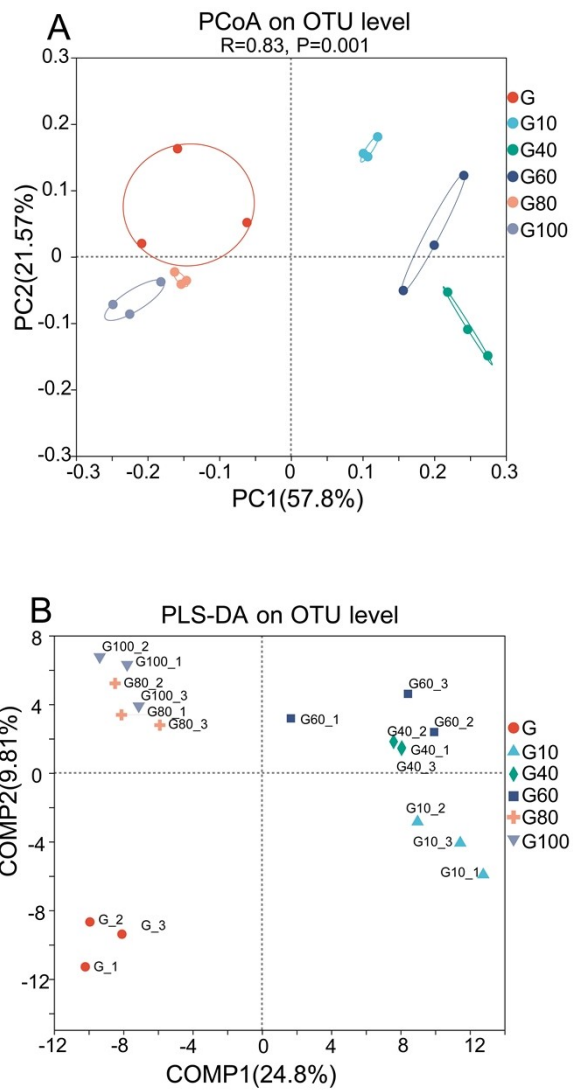 A
PCoA on OTU level
R=0.83, P=0.001
0.3
0.2
0.1
0
-0.1
-0.2
-0.3
PC2(21.57%)
-0.3
-0.2
-0.1
0
0.1
0.2
0.3
PC1(57.8%)
G
G10
G40
G60
G80
G100
B
PLS-DA on OTU level
8
4
0
-4
-8
-12
COMP2(9.81%)
G100_2
G100_1
G80_2
G100_3
G80_1
G80_3
G60_3
G60_1
G60_2
G40_2
G40_1
G40_3
G10_2
G10_3
G10_1
G_2
G_3
G_1
-12
-8
-4
0
4
8
12
COMP1(24.8%)
G
G10
G40
G60
G80
G100